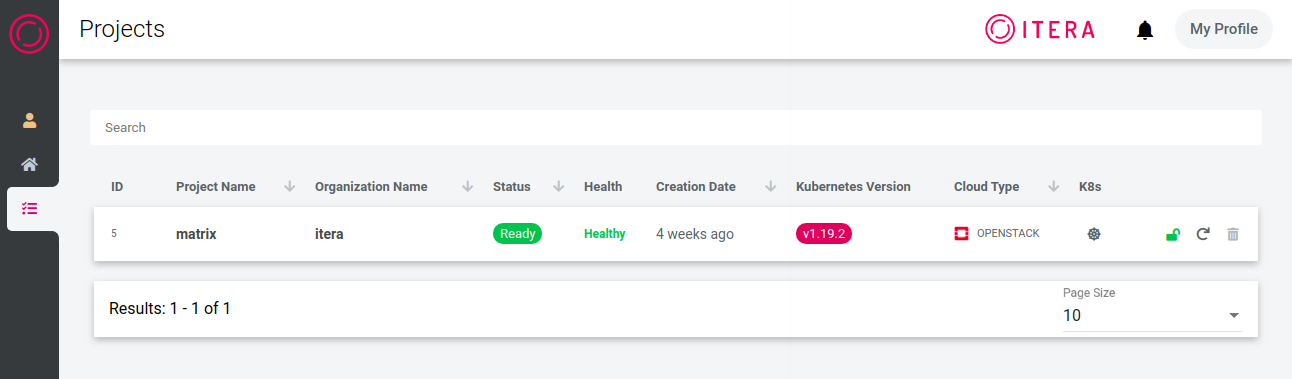 Projects
ITERA
My Profile
Search
ID Project Name Organization Name Status Health Creation Date Kubernetes Version Cloud Type K8s
5 matrix itera Ready Healthy 4 weeks ago v1.19.2 OPENSTACK
Page Size
Results: 1 - 1 of 1
10